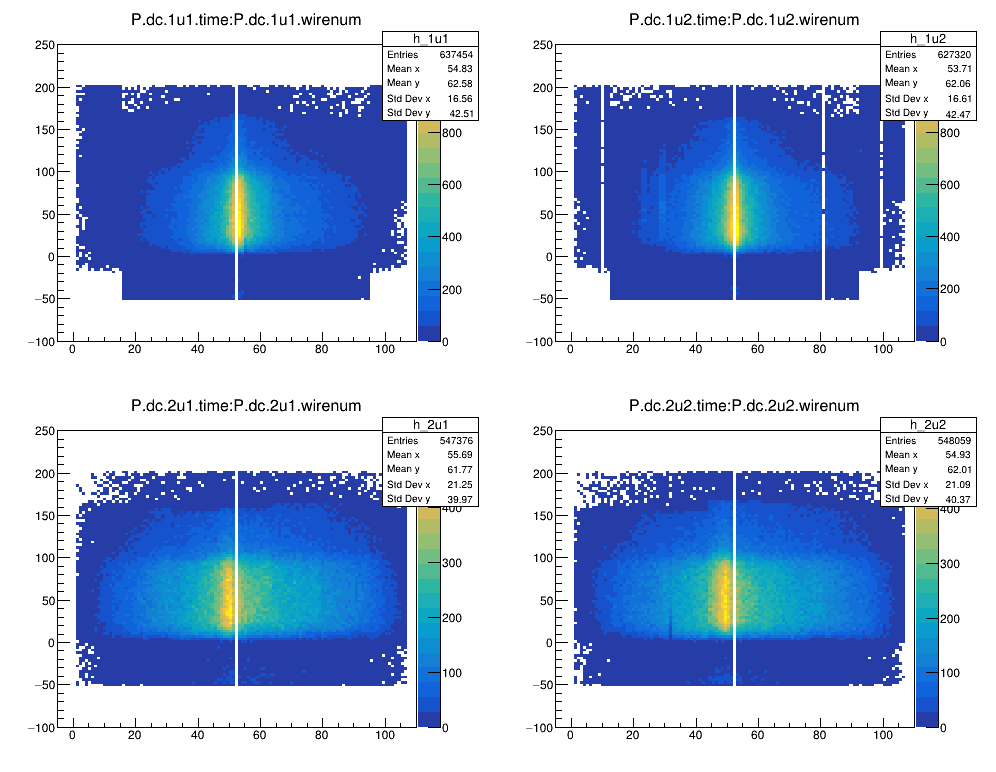 P.dc.1u1.time:P.dc.1u1.wirenum
h_1u1
Entries 637454
Mean x 54.83
Mean y 62.58
Std Dev x 16.56
Std Dev y 42.51
250
200
150
100
50
0
−50
−100
0 20 40 60 80 100
800
600
400
200
0
P.dc.1u2.time:P.dc.1u2.wirenum
h_1u2
Entries 627320
Mean x 53.71
Mean y 62.06
Std Dev x 16.61
Std Dev y 42.47
250
200
150
100
50
0
−50
−100
0 20 40 60 80 100
800
600
400
200
0
P.dc.2u1.time:P.dc.2u1.wirenum
h_2u1
Entries 547376
Mean x 55.69
Mean y 61.77
Std Dev x 21.25
Std Dev y 39.97
250
200
150
100
50
0
−50
−100
0 20 40 60 80 100
400
300
200
100
0
P.dc.2u2.time:P.dc.2u2.wirenum
h_2u2
Entries 548059
Mean x 54.93
Mean y 62.01
Std Dev x 21.09
Std Dev y 40.37
250
200
150
100
50
0
−50
−100
0 20 40 60 80 100
400
300
200
100
0